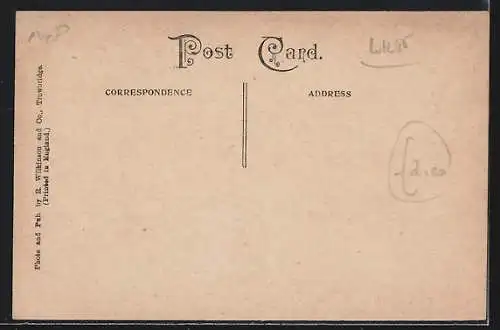 Post Card.
CORRESPONDENCE
ADDRESS
Photo and Pub. by R. Wilkinson and Co., Trowbridge.
(Printed in England.)